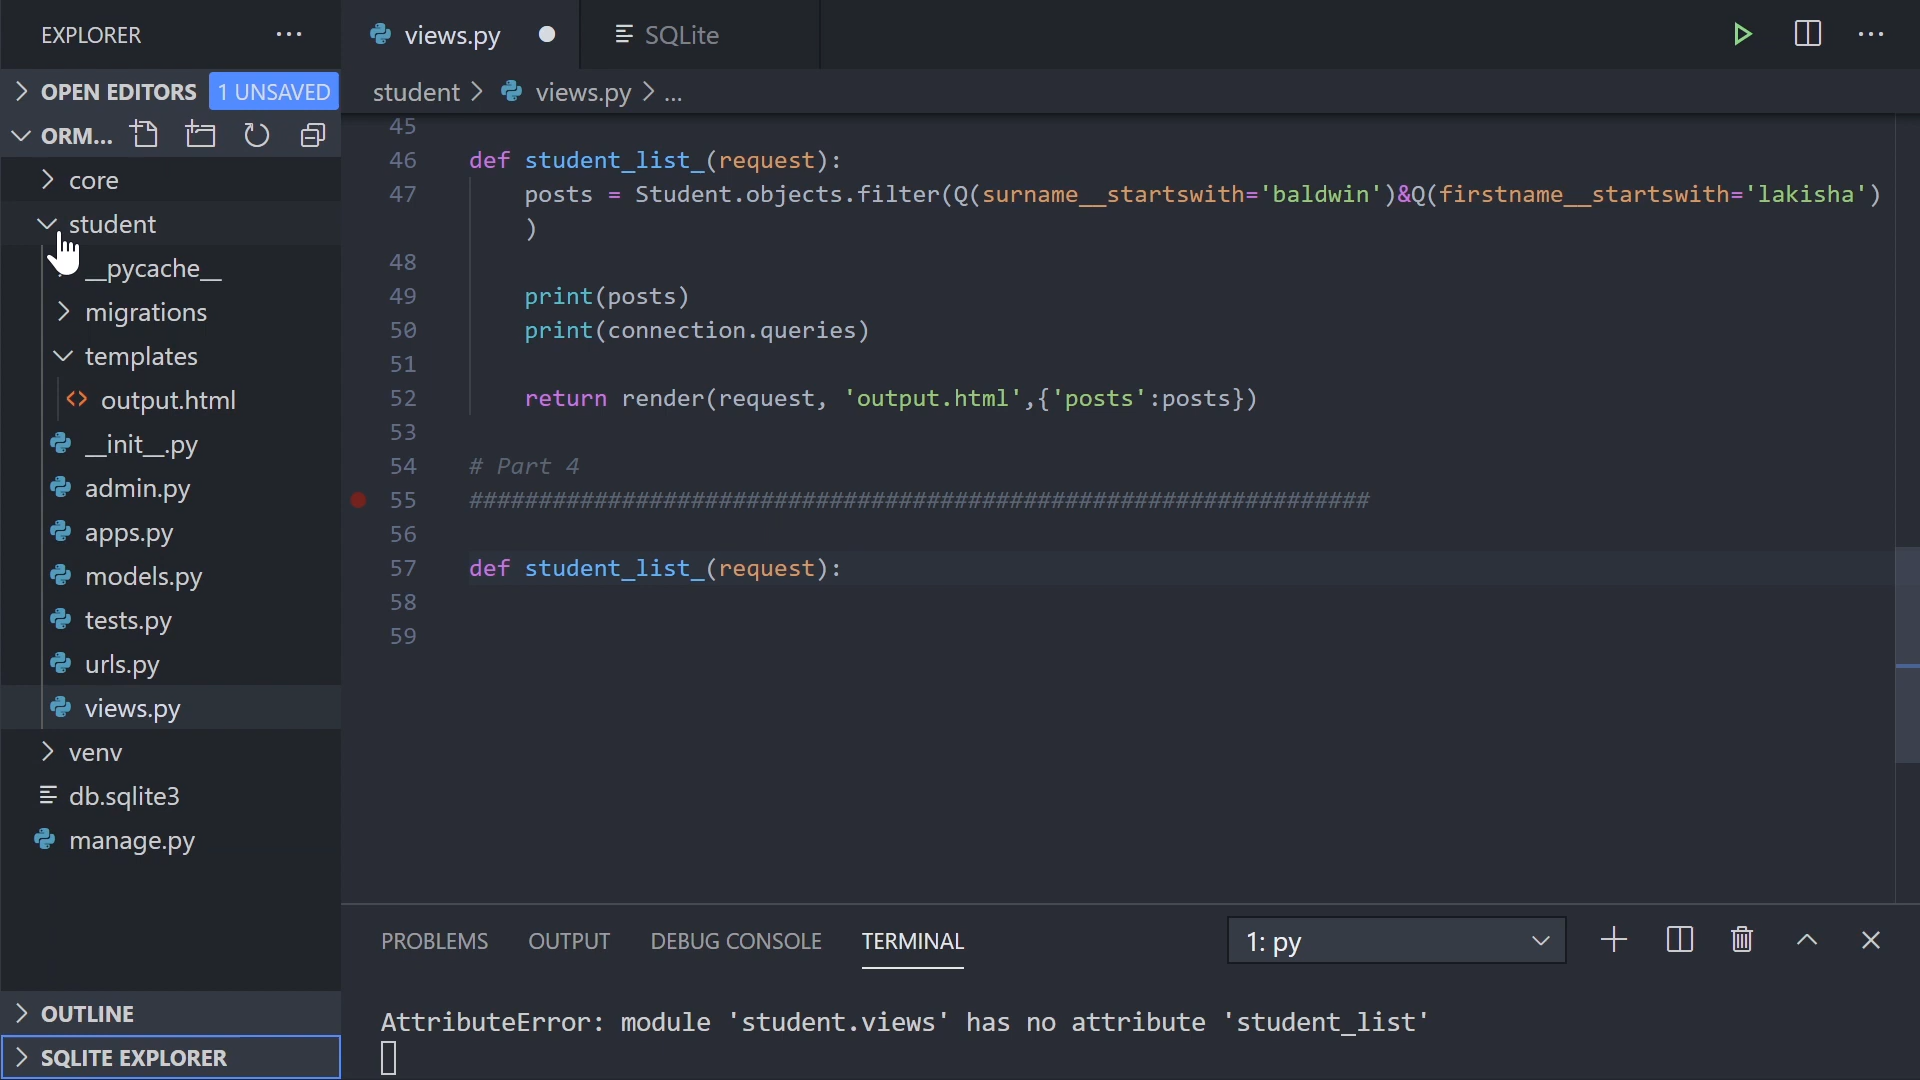 EXPLORER
views.py
SQLite
OPEN EDITORS 1 UNSAVED
student > views.py > ...
ORM...
core
student
__pycache__
migrations
templates
output.html
__init__.py
admin.py
apps.py
models.py
tests.py
urls.py
views.py
venv
db.sqlite3
manage.py
OUTLINE
SQLITE EXPLORER
45
46 def student_list_(request):
47 posts = Student.objects.filter(Q(surname__startswith='baldwin')&Q(firstname__startswith='lakisha')
)
48
49 print(posts)
50 print(connection.queries)
51
52 return render(request, 'output.html',{'posts':posts})
53
54 # Part 4
55 #################################################################
56
57 def student_list_(request):
58
59
PROBLEMS OUTPUT DEBUG CONSOLE TERMINAL 1: py
AttributeError: module 'student.views' has no attribute 'student_list'